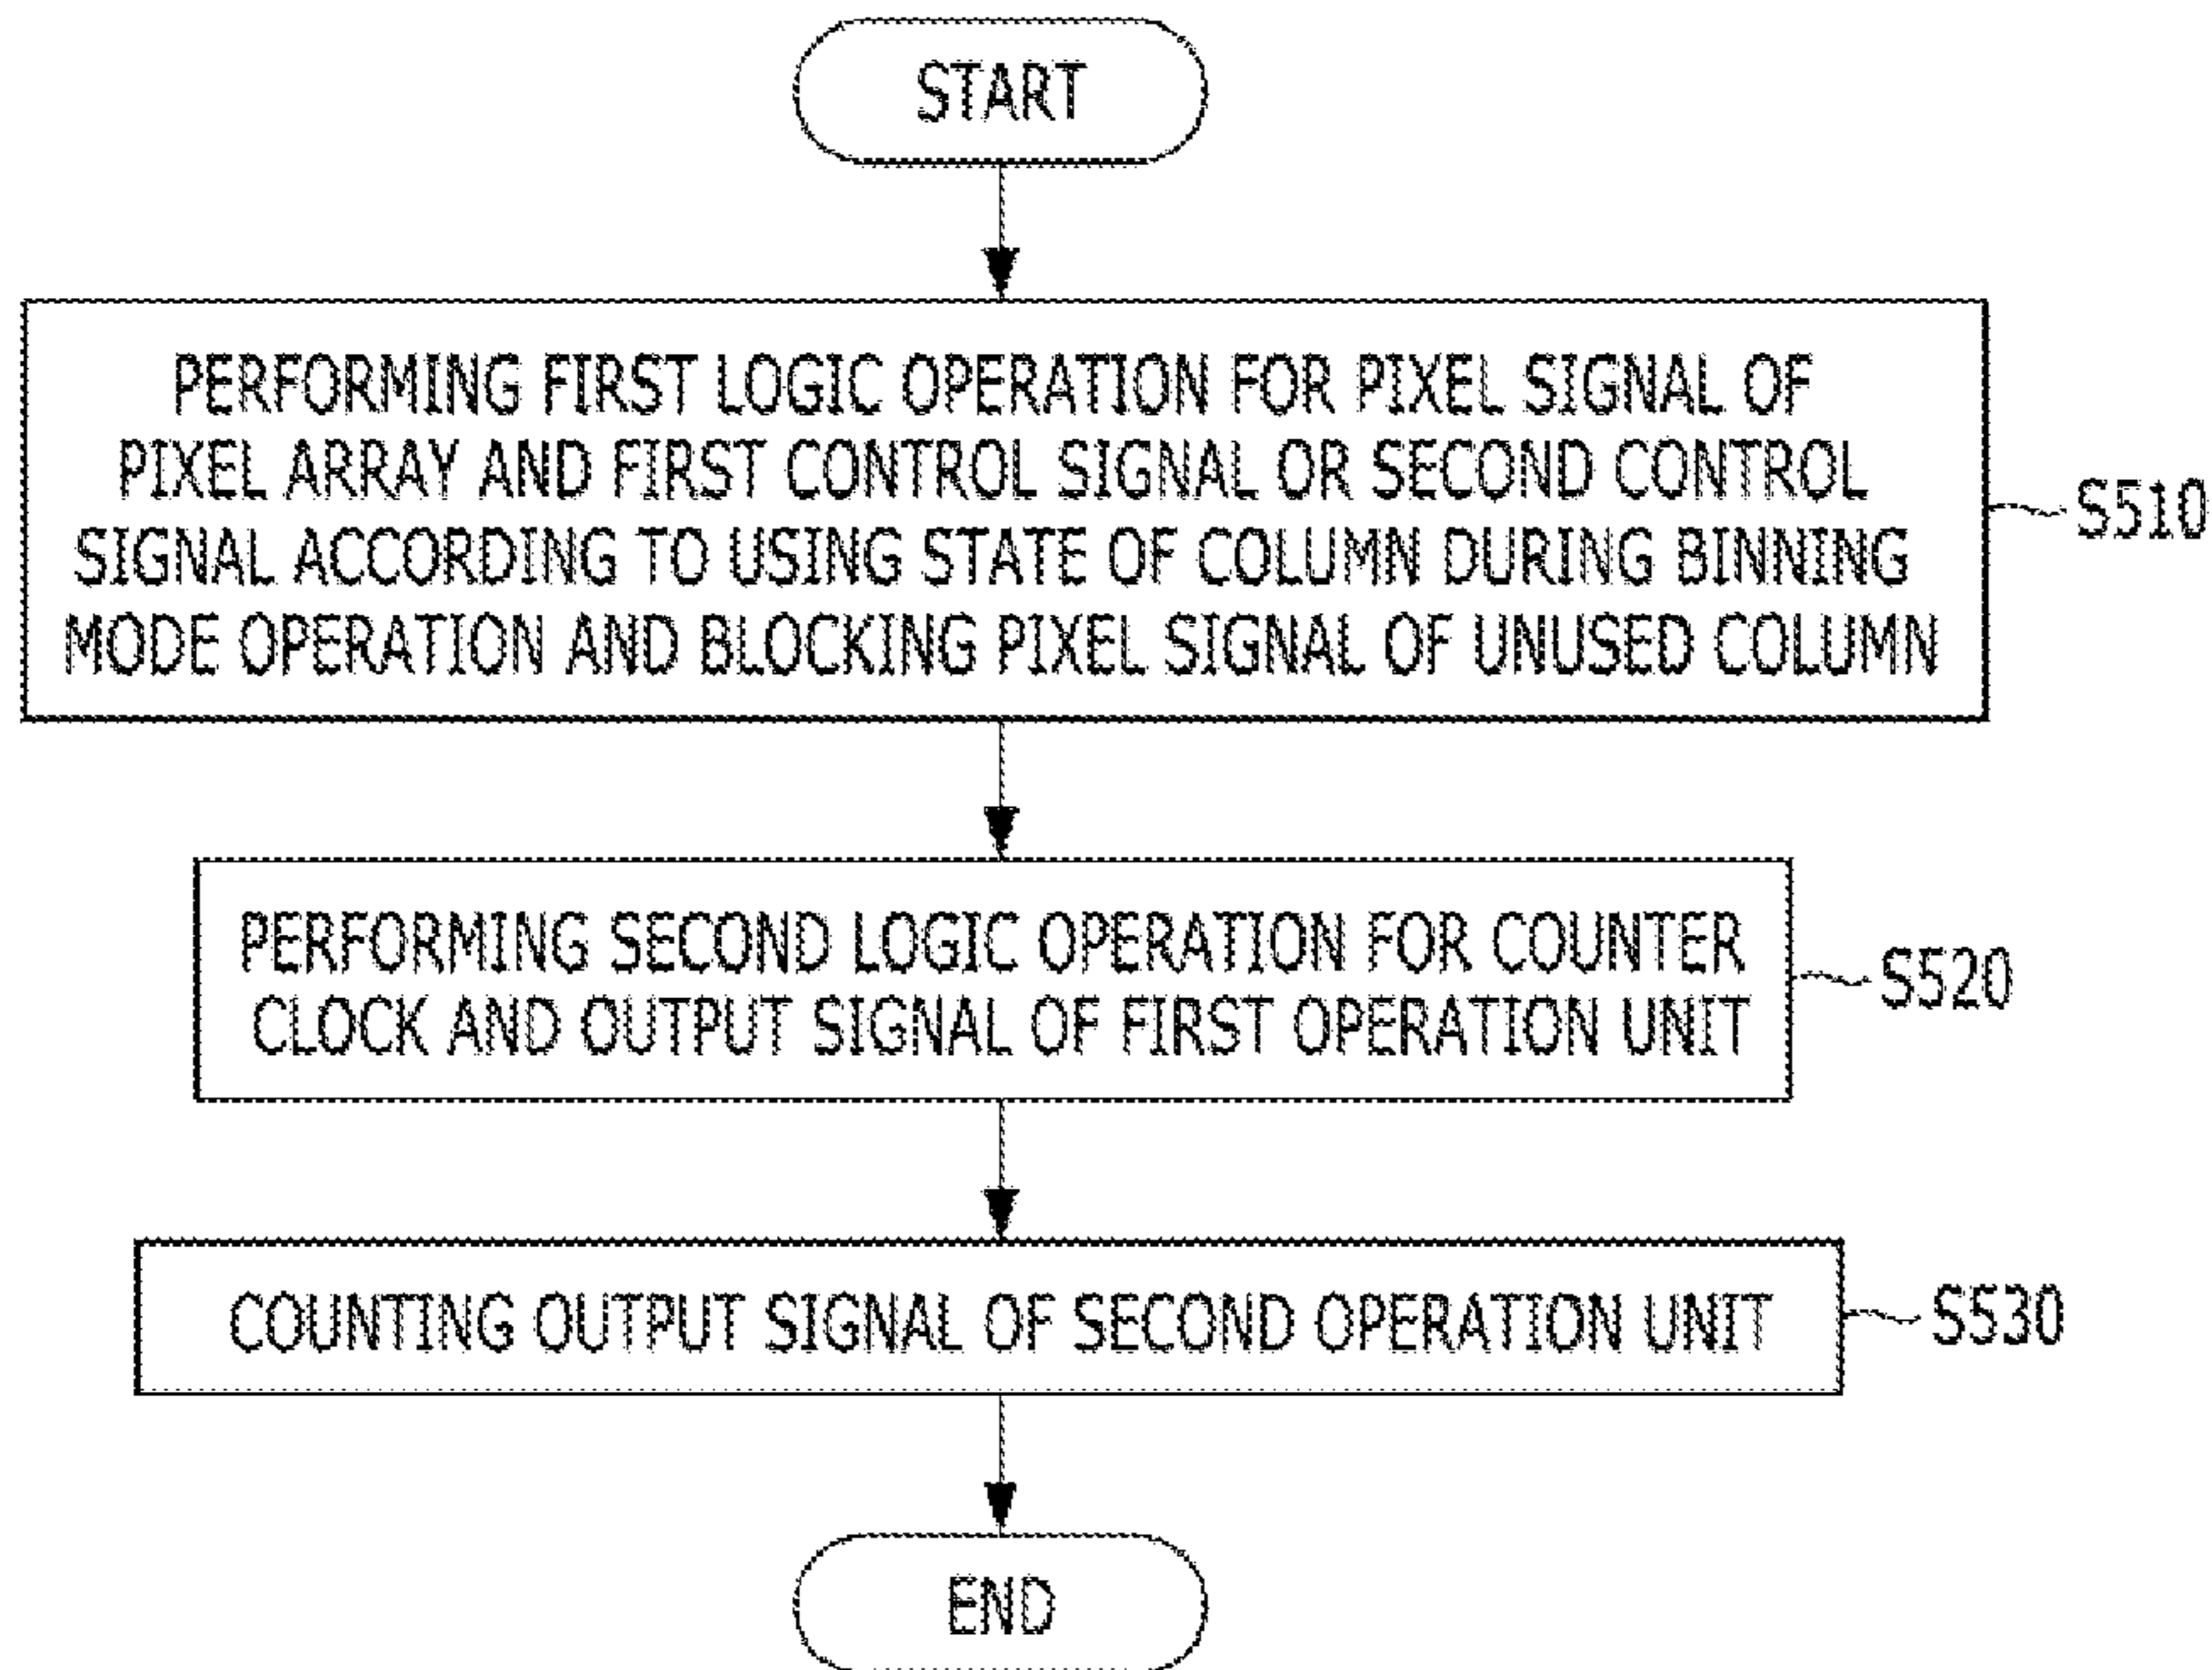 START
PERFORMING FIRST LOGIC OPERATION FOR PIXEL SIGNAL OF
PIXEL ARRAY AND FIRST CONTROL SIGNAL OR SECOND CONTROL
SIGNAL ACCORDING TO USING STATE OF COLUMN DURING BINNING
MODE OPERATION AND BLOCKING PIXEL SIGNAL OF UNUSED COLUMN
S510
PERFORMING SECOND LOGIC OPERATION FOR COUNTER
CLOCK AND OUTPUT SIGNAL OF FIRST OPERATION UNIT
S520
COUNTING OUTPUT SIGNAL OF SECOND OPERATION UNIT
S530
END